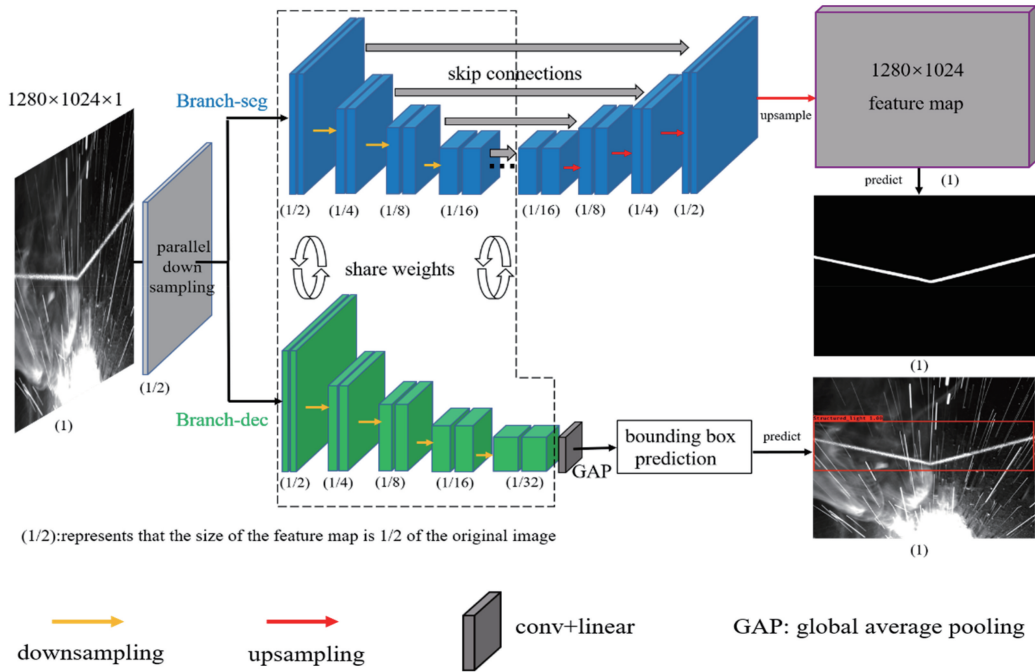 1280×1024×1
(1)
parallel
down
sampling
(1/2)
Branch-seg
skip connections
(1/2) (1/4) (1/8) (1/16) (1/16) (1/8) (1/4) (1/2)
upsample
1280×1024
feature map
predict (1)
(1)
share weights
Branch-dec
(1/2) (1/4) (1/8) (1/16) (1/32)
GAP
bounding box
prediction
predict
(1)
(1/2):represents that the size of the feature map is 1/2 of the original image
downsampling
upsampling
conv+linear
GAP: global average pooling